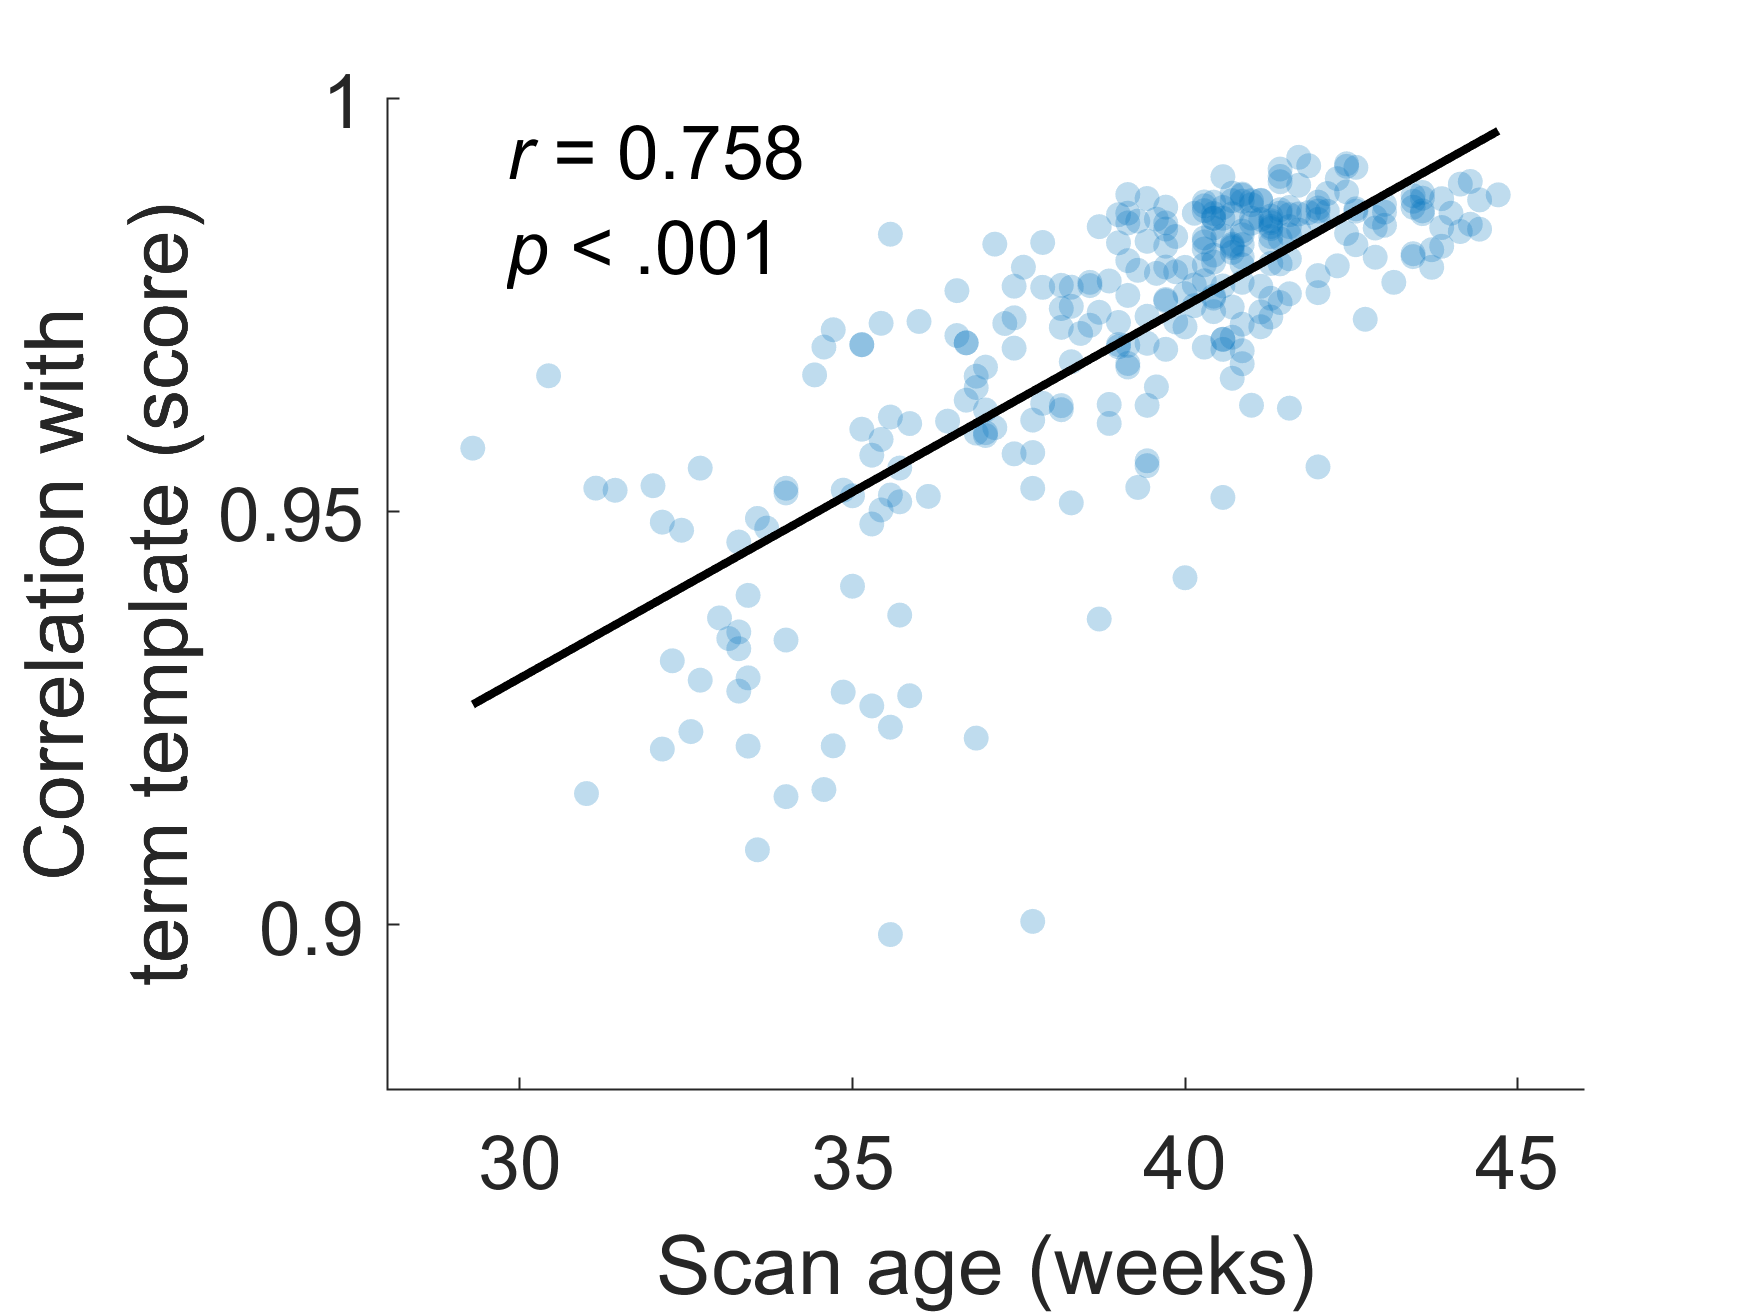 r = 0.758
p < .001
Correlation with
term template (score)
1
0.95
0.9
30 35 40 45
Scan age (weeks)